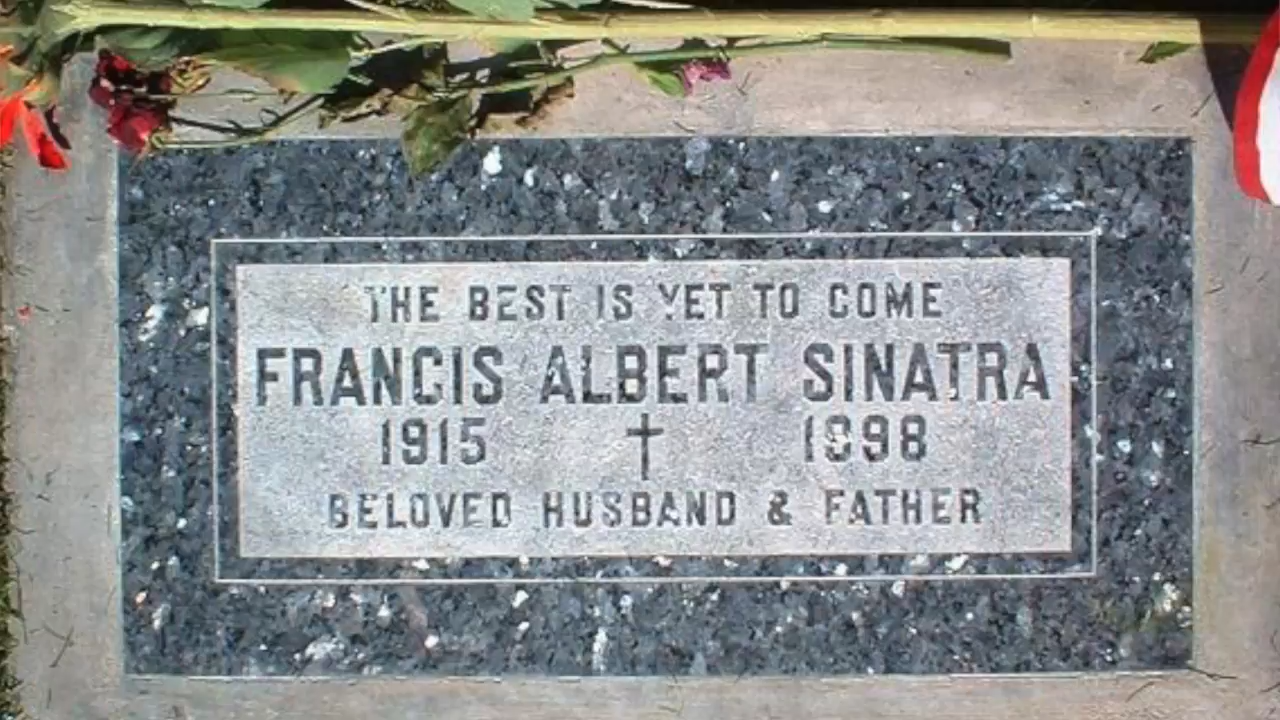 THE BEST IS YET TO COME
FRANCIS ALBERT SINATRA
1915 † 1998
BELOVED HUSBAND & FATHER